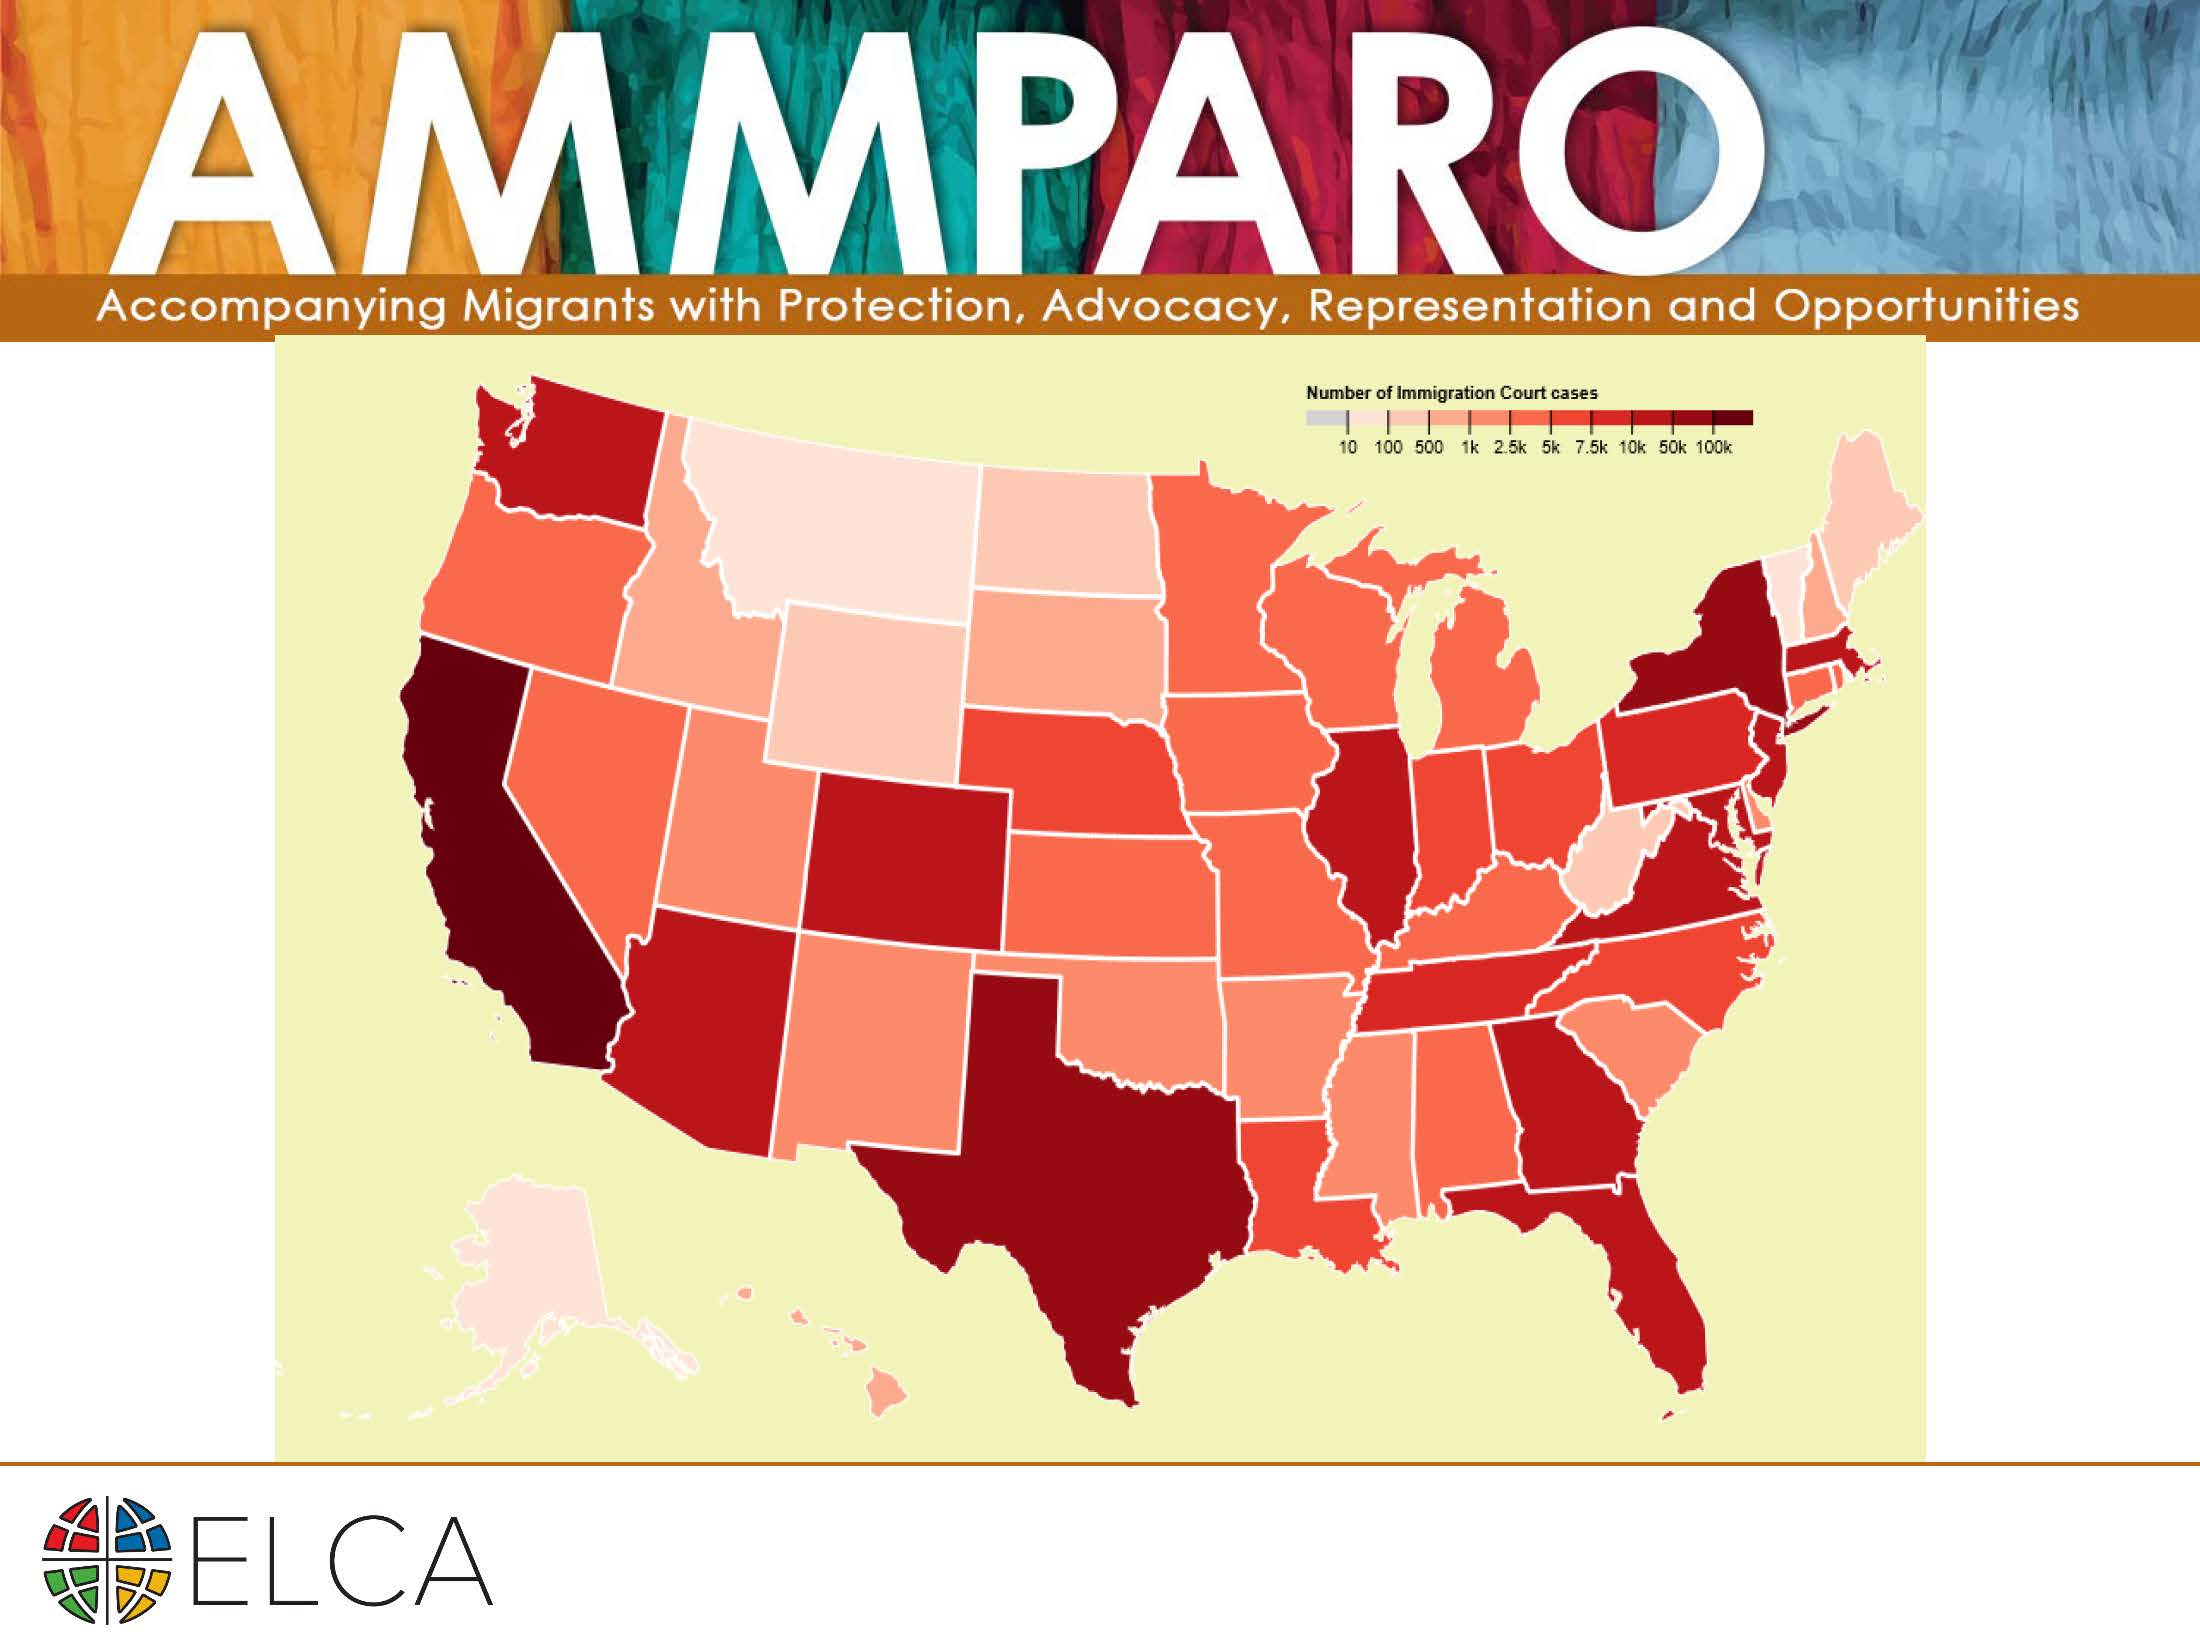 AMMPARO
Accompanying Migrants with Protection, Advocacy, Representation and Opportunities
Number of Immigration Court cases
10 100 500 1k 2.5k 5k 7.5k 10k 50k 100k
ELCA